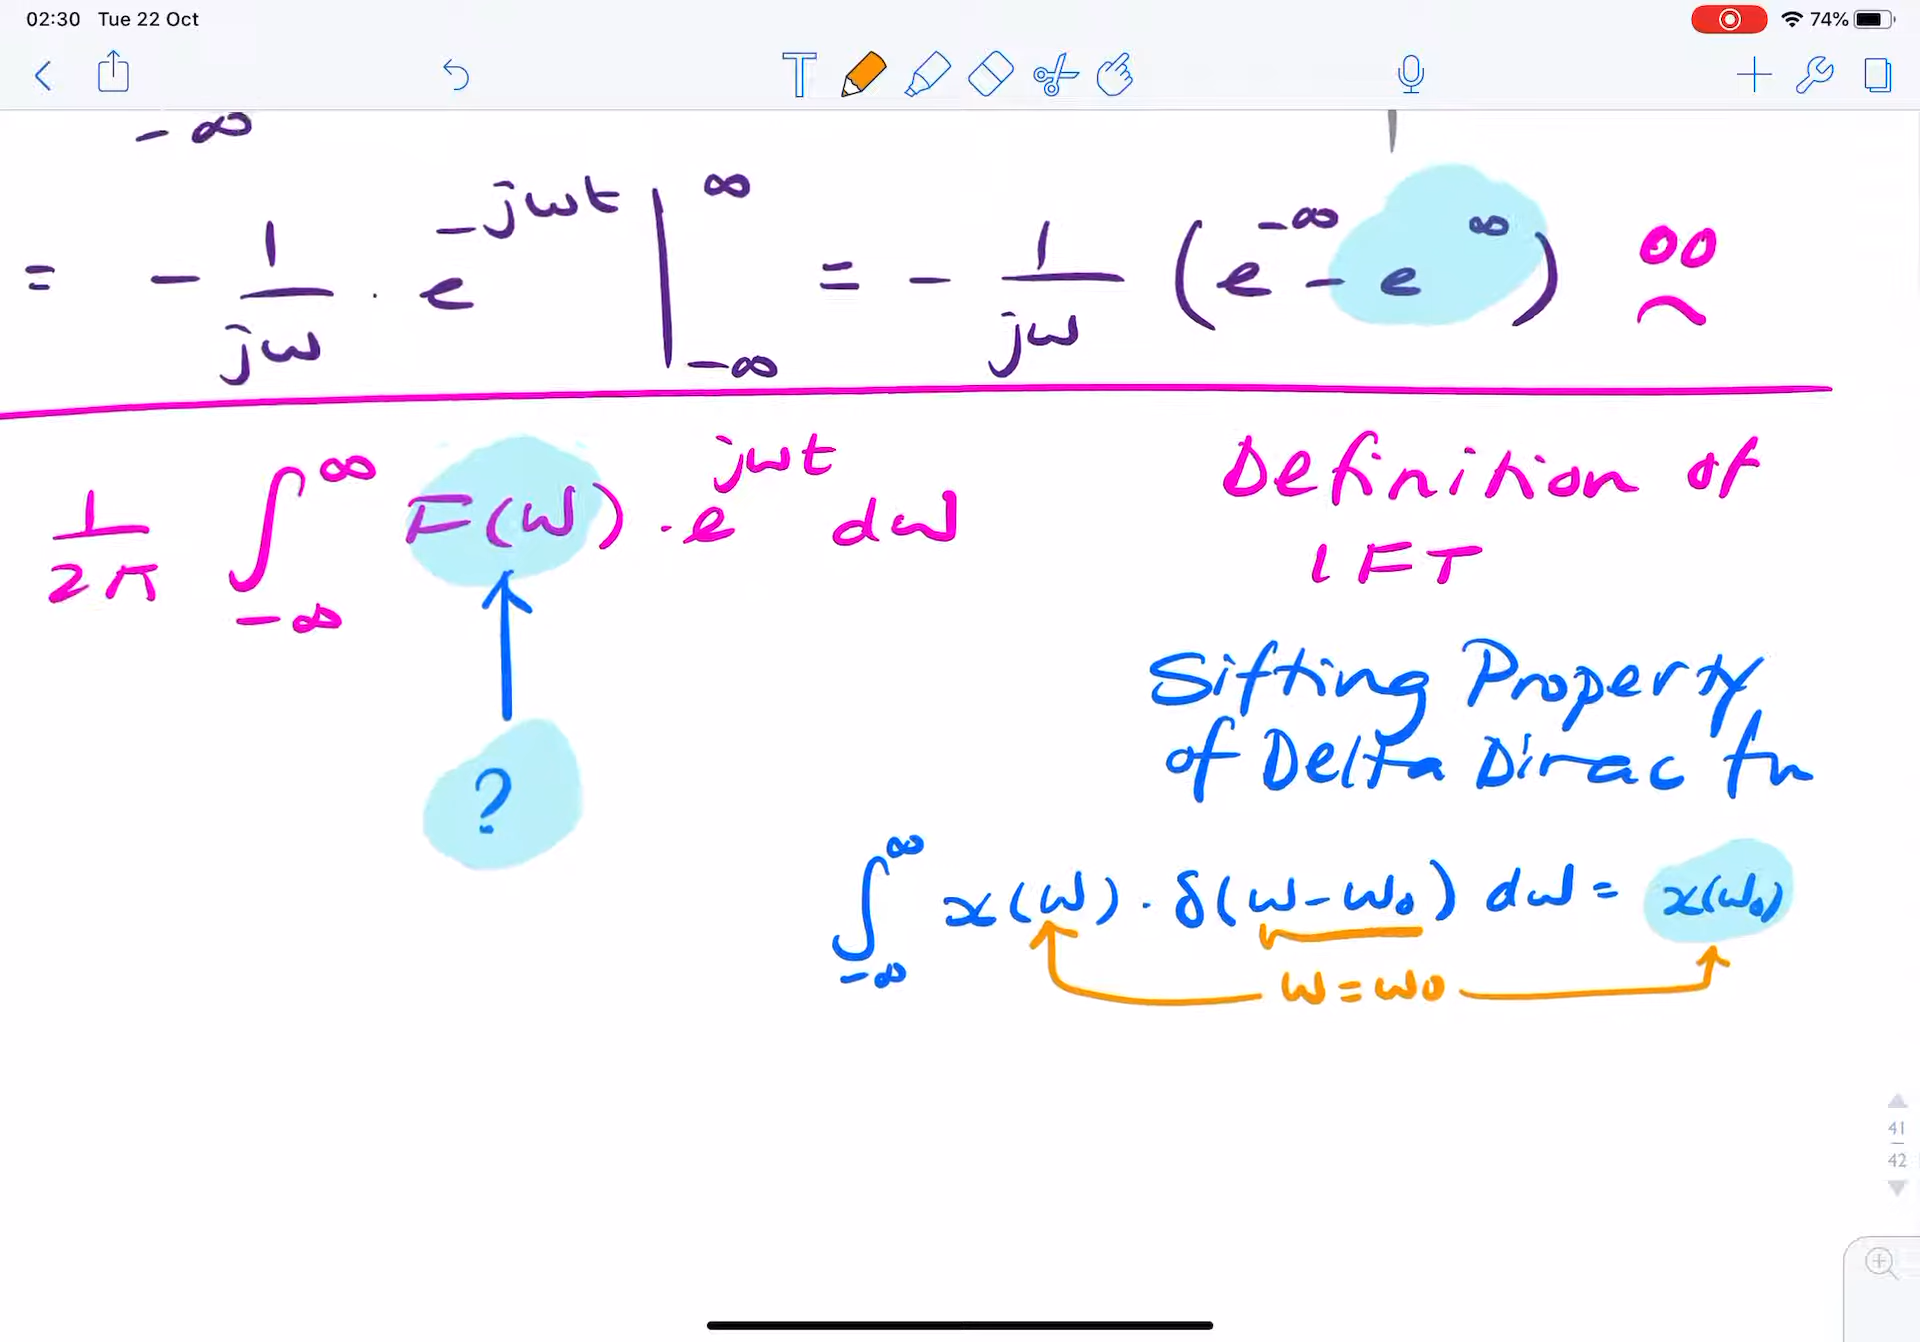 02:30 Tue 22 Oct 74%
T
-∞
= - 1/jω · e^{-jωt} |_{-∞}^{∞} = - 1/jω (e^{-∞} - e^{∞})
1/2π ∫_{-∞}^{∞} F(ω) · e^{jωt} dω
Definition of
IFT
?
Sifting Property
of Delta Dirac fn
∫_{-∞}^{∞} x(ω) · δ(ω-ω₀) dω = x(ω₀)
ω=ω₀
41
42